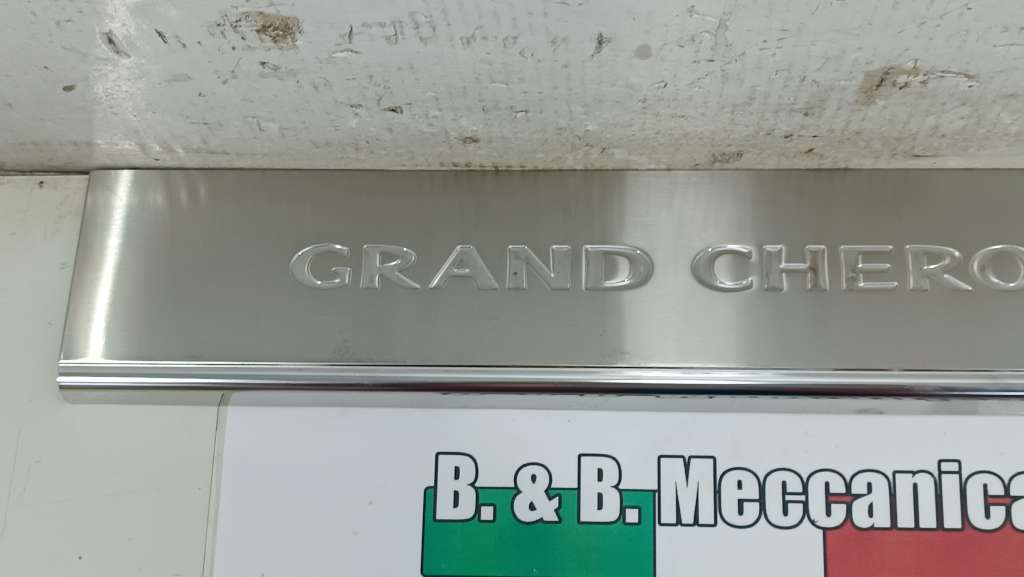 GRAND CHERO
B. & B. Meccanica